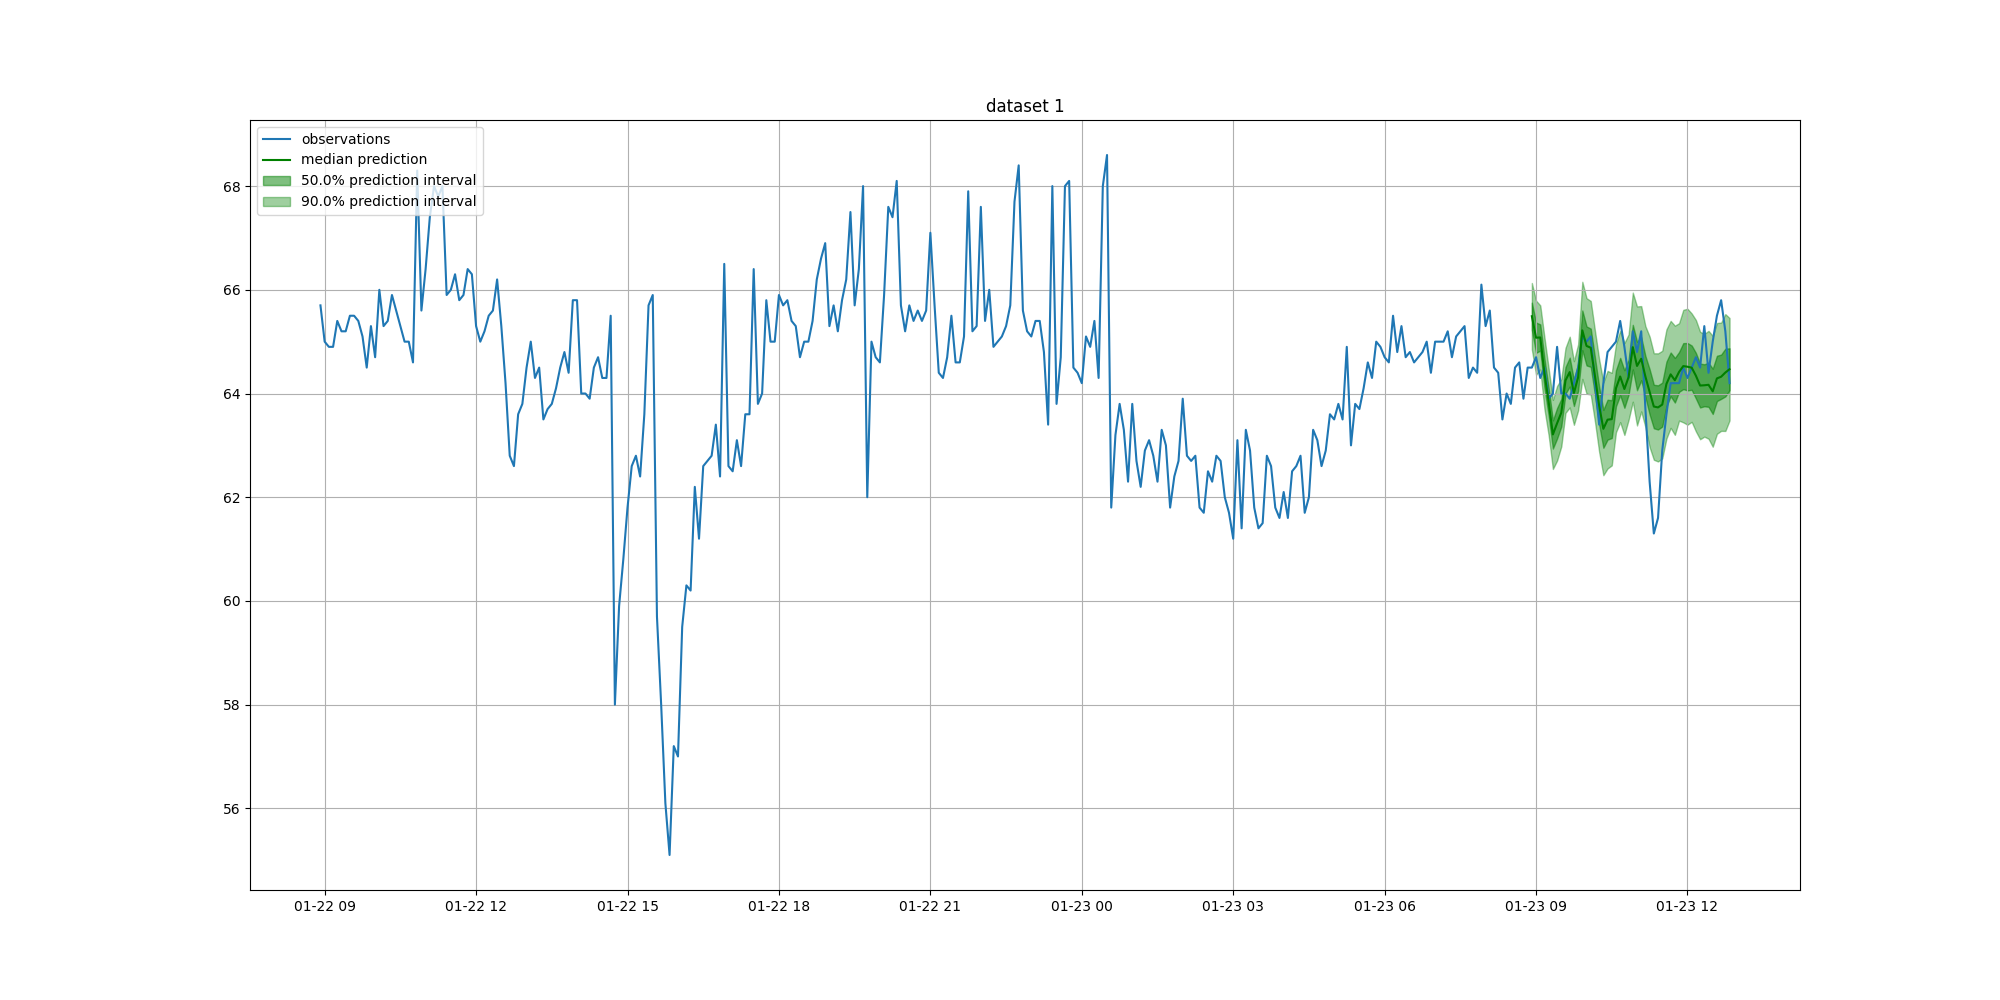 dataset 1
observations
median prediction
50.0% prediction interval
90.0% prediction interval
68
66
64
62
60
58
56
01-22 09 01-22 12 01-22 15 01-22 18 01-22 21 01-23 00 01-23 03 01-23 06 01-23 09 01-23 12